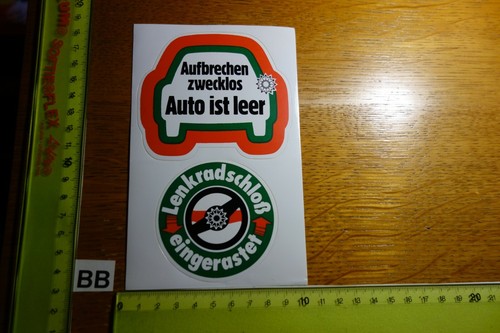 Aufbrechen
zwecklos
Auto ist leer
Lenkradschloß
eingerastet
BB
10
20